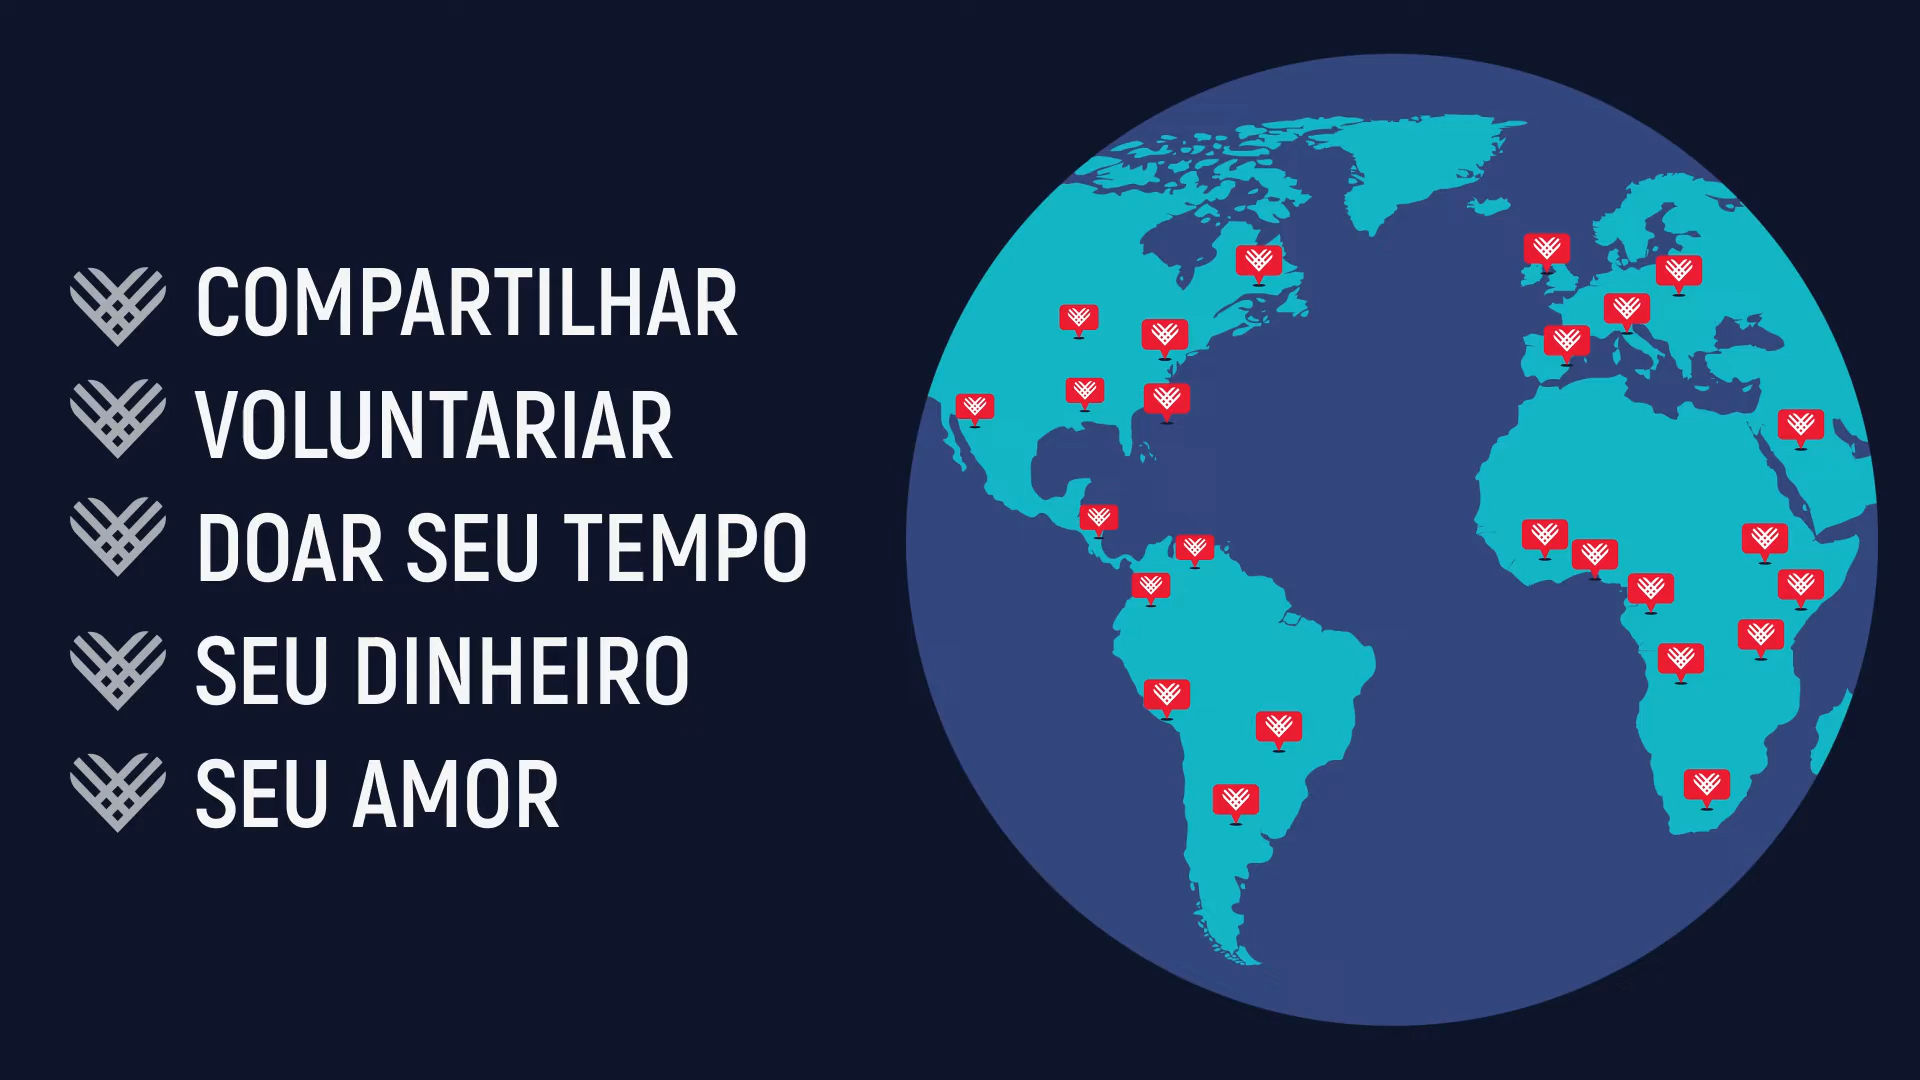 COMPARTILHAR
VOLUNTARIAR
DOAR SEU TEMPO
SEU DINHEIRO
SEU AMOR